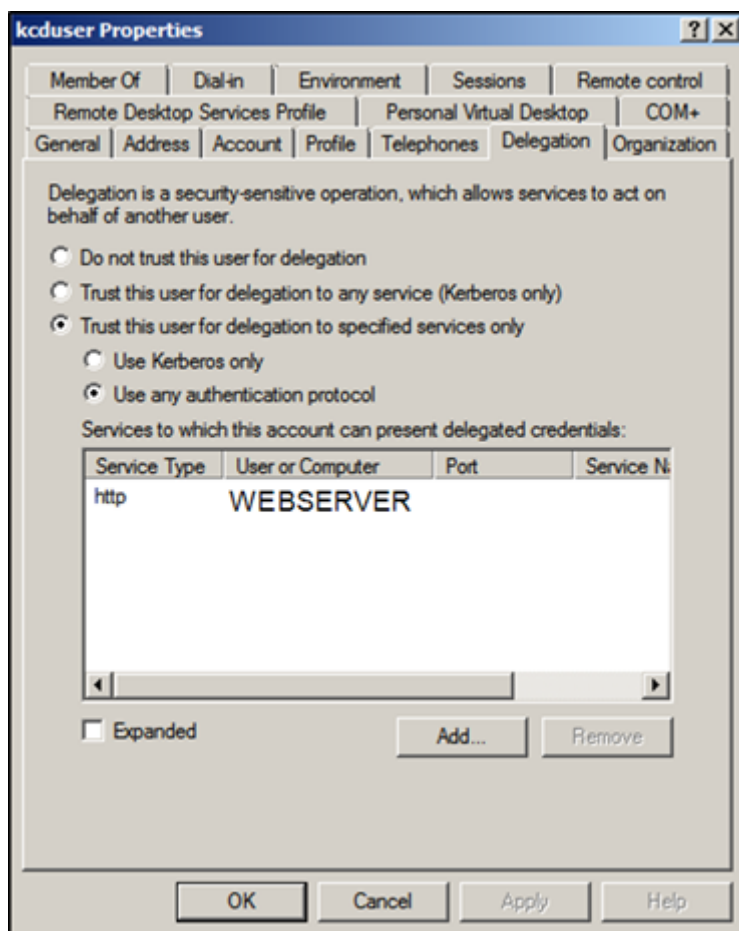 kcduser Properties
Member Of Dial-in Environment Sessions Remote control
Remote Desktop Services Profile Personal Virtual Desktop COM+
General Address Account Profile Telephones Delegation Organization
Delegation is a security-sensitive operation, which allows services to act on
behalf of another user.
Do not trust this user for delegation
Trust this user for delegation to any service (Kerberos only)
Trust this user for delegation to specified services only
Use Kerberos only
Use any authentication protocol
Services to which this account can present delegated credentials:
Service Type User or Computer Port Service Na
http WEBSERVER
Expanded Add... Remove
OK Cancel Apply Help